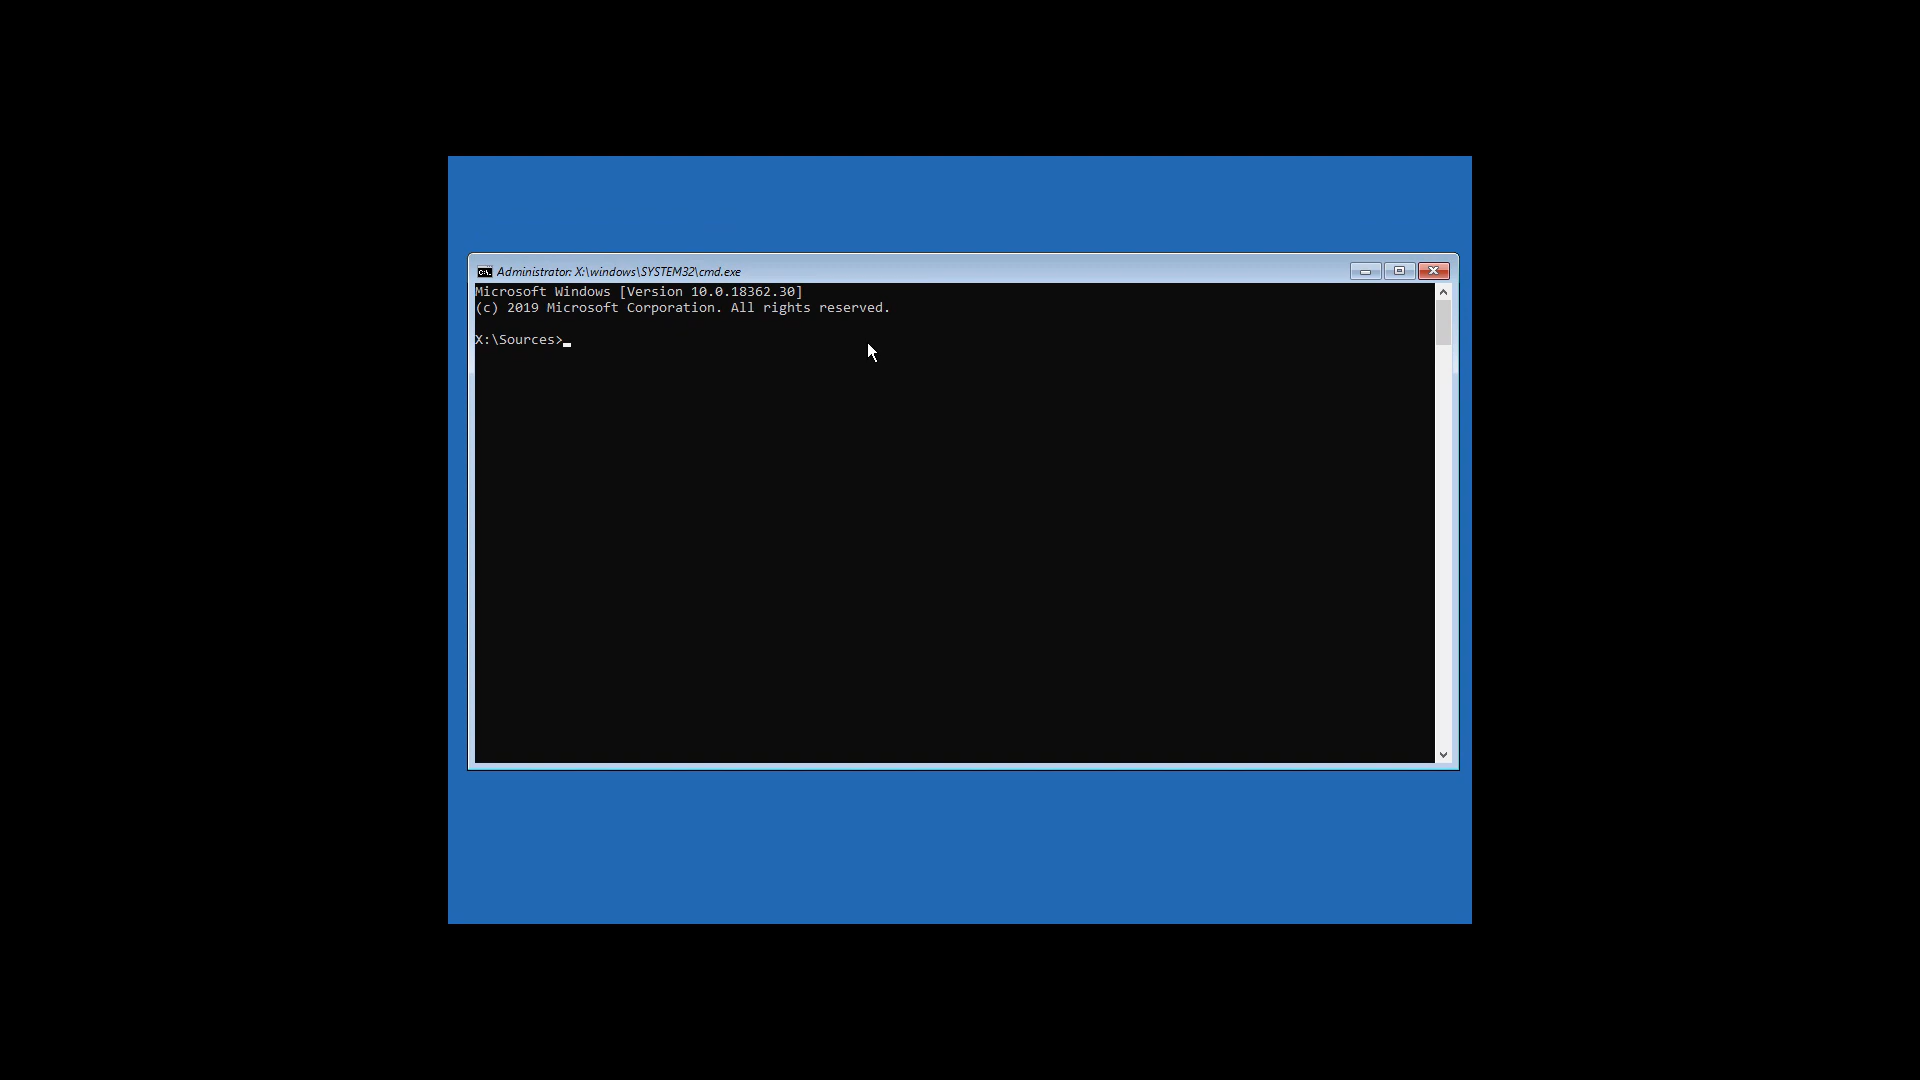 Administrator: X:\windows\SYSTEM32\cmd.exe
Microsoft Windows [Version 10.0.18362.30]
(c) 2019 Microsoft Corporation. All rights reserved.
X:\Sources>